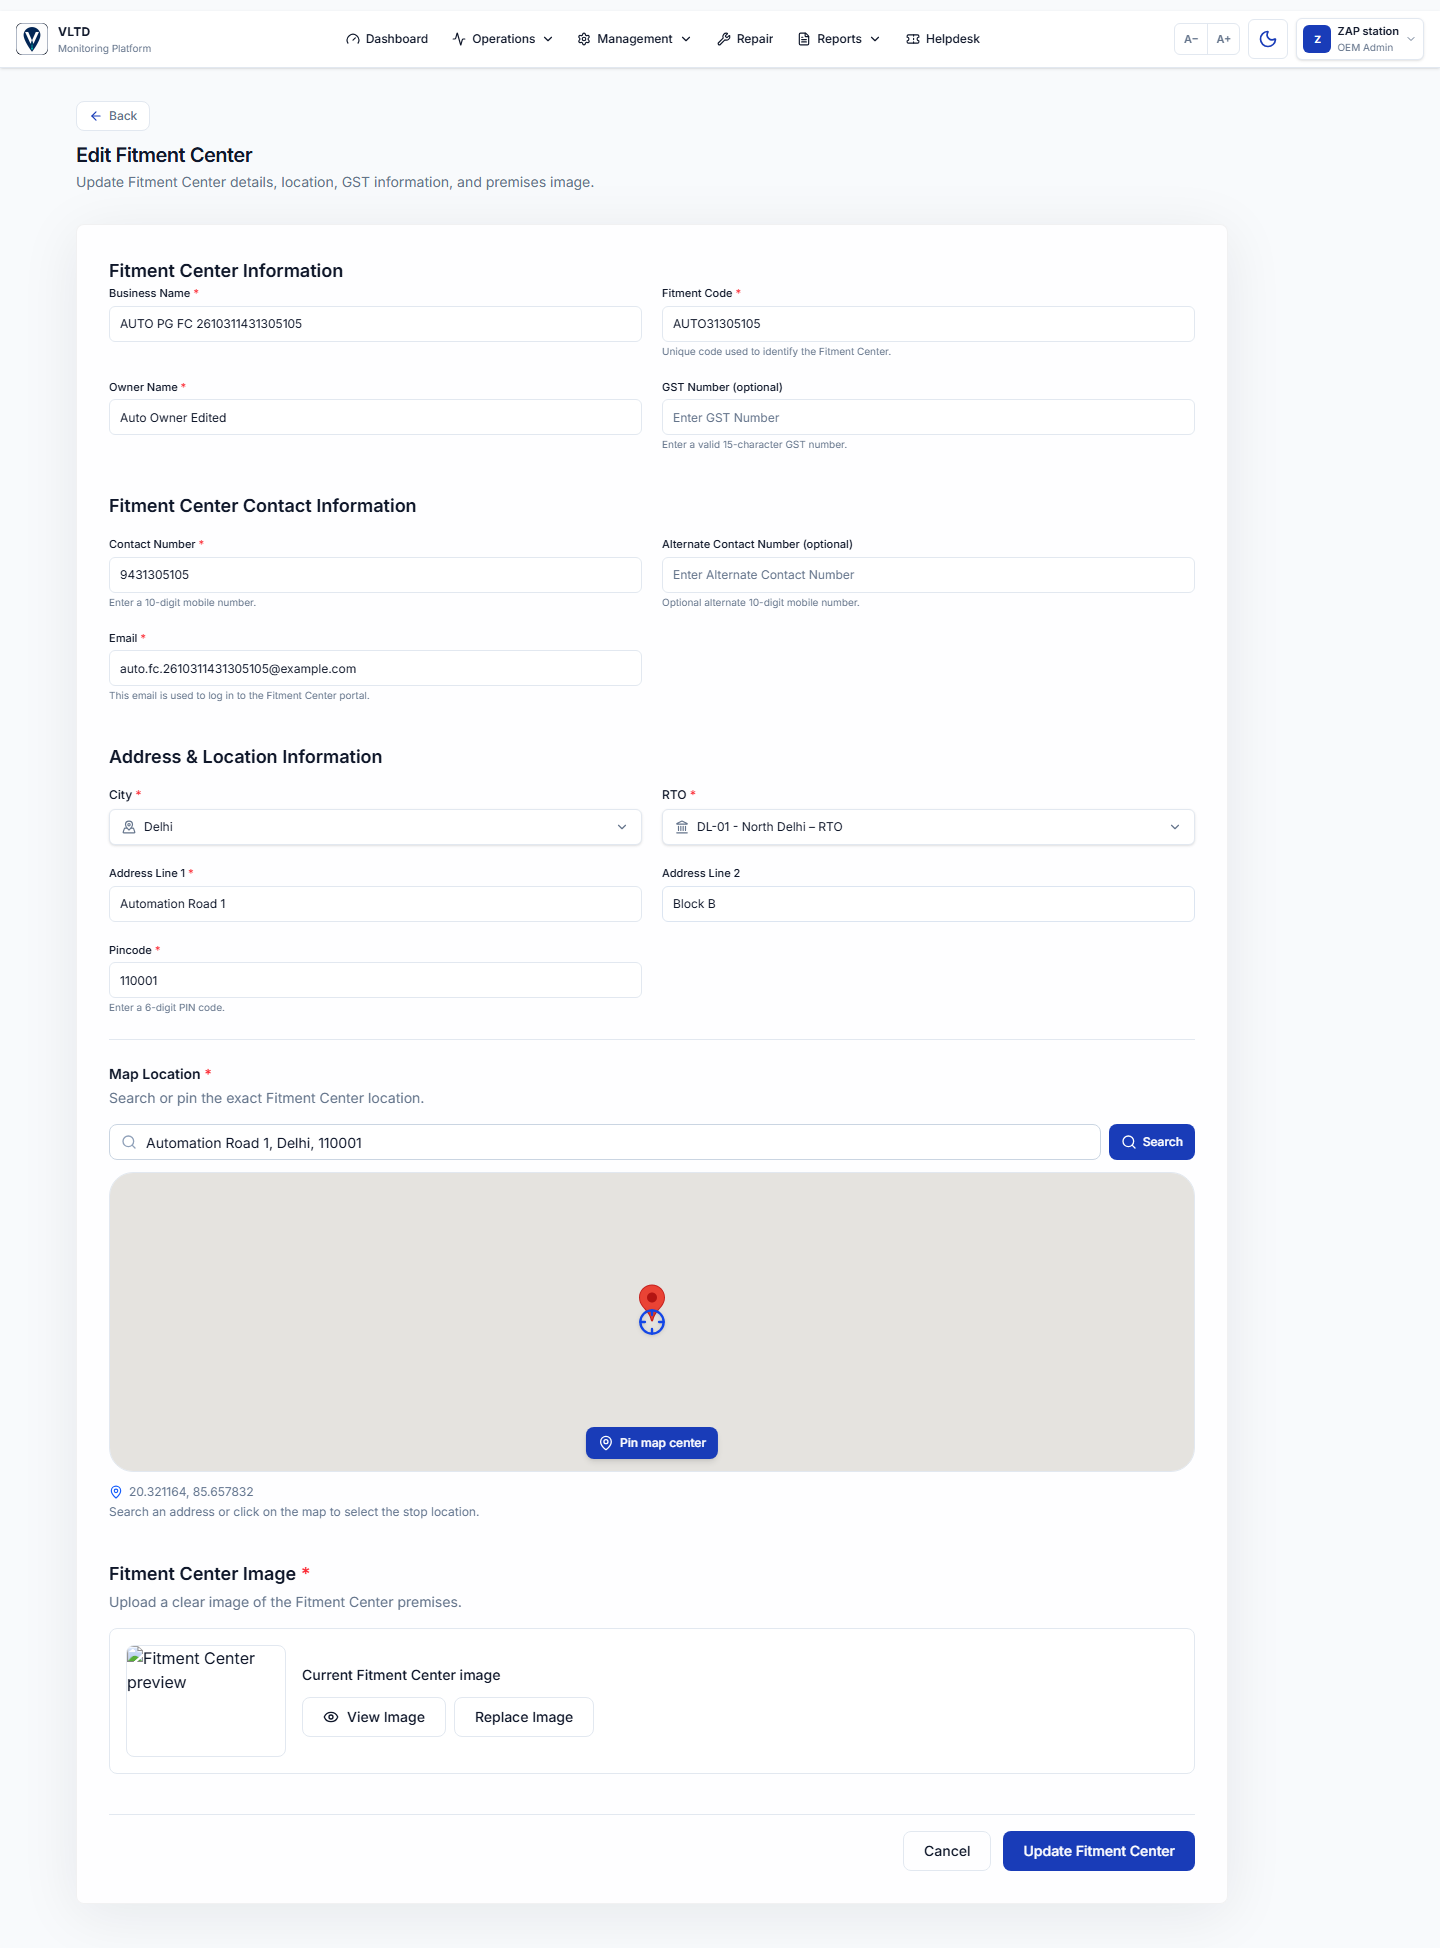 VLTD
Monitoring Platform
Dashboard
Operations
Management
Repair
Reports
Helpdesk
A−
A+
Z
ZAP station
OEM Admin
Back
Edit Fitment Center
Update Fitment Center details, location, GST information, and premises image.
Fitment Center Information
Business Name *
AUTO PG FC 2610311431305105
Fitment Code *
AUTO31305105
Unique code used to identify the Fitment Center.
Owner Name *
Auto Owner Edited
GST Number (optional)
Enter GST Number
Enter a valid 15-character GST number.
Fitment Center Contact Information
Contact Number *
9431305105
Enter a 10-digit mobile number.
Alternate Contact Number (optional)
Enter Alternate Contact Number
Optional alternate 10-digit mobile number.
Email *
auto.fc.2610311431305105@example.com
This email is used to log in to the Fitment Center portal.
Address & Location Information
City *
Delhi
RTO *
DL-01 - North Delhi – RTO
Address Line 1 *
Automation Road 1
Address Line 2
Block B
Pincode *
110001
Enter a 6-digit PIN code.
Map Location *
Search or pin the exact Fitment Center location.
Automation Road 1, Delhi, 110001
Search
Pin map center
20.321164, 85.657832
Search an address or click on the map to select the stop location.
Fitment Center Image *
Upload a clear image of the Fitment Center premises.
Fitment Center
preview
Current Fitment Center image
View Image
Replace Image
Cancel
Update Fitment Center